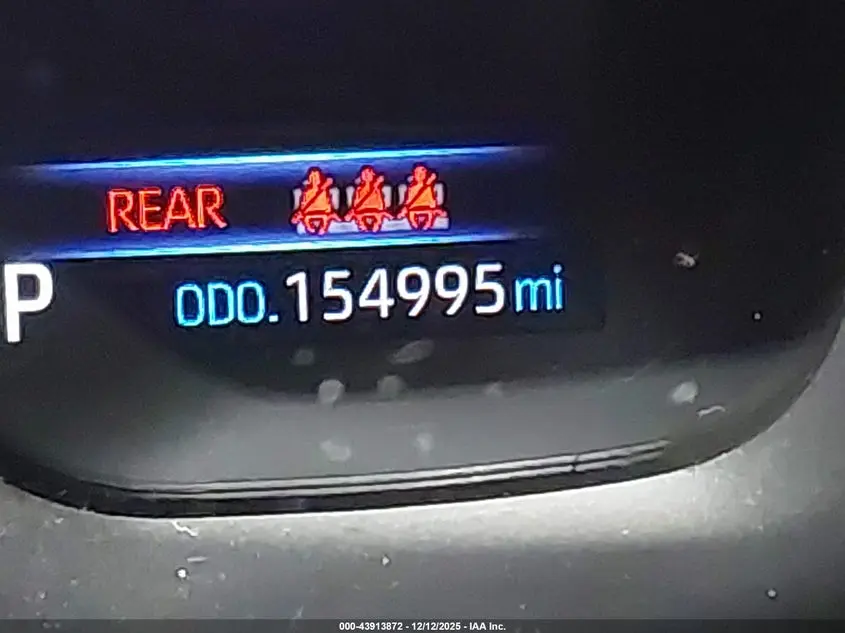 REAR
P
ODO.154995mi
000-43913872 - 12/12/2025 - IAA Inc.